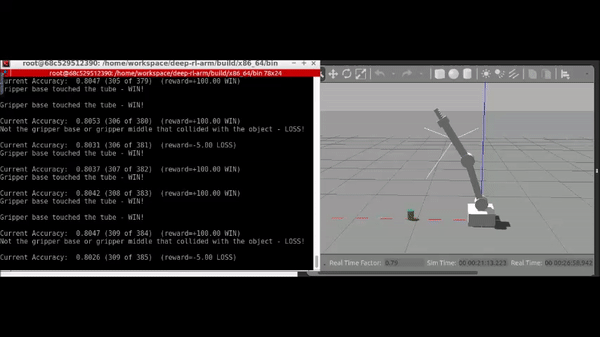 root@68c529512390: /home/workspace/deep-rl-arm/build/x86_64/bin
root@68c529512390: /home/workspace/deep-rl-arm/build/x86_64/bin 78x24
Current Accuracy: 0.8047 (305 of 379) (reward=+100.00 WIN)
Gripper base touched the tube - WIN!
Gripper base touched the tube - WIN!
Current Accuracy: 0.8053 (306 of 380) (reward=+100.00 WIN)
Not the gripper base or gripper middle that collided with the object - LOSS!
Current Accuracy: 0.8031 (306 of 381) (reward=-5.00 LOSS)
Gripper base touched the tube - WIN!
Current Accuracy: 0.8037 (307 of 382) (reward=+100.00 WIN)
Gripper base touched the tube - WIN!
Current Accuracy: 0.8042 (308 of 383) (reward=+100.00 WIN)
Gripper base touched the tube - WIN!
Gripper base touched the tube - WIN!
Current Accuracy: 0.8047 (309 of 384) (reward=+100.00 WIN)
Not the gripper base or gripper middle that collided with the object - LOSS!
Current Accuracy: 0.8026 (309 of 385) (reward=-5.00 LOSS)
Real Time Factor: 0.79 Sim Time: 00 00:21:13.223 Real Time: